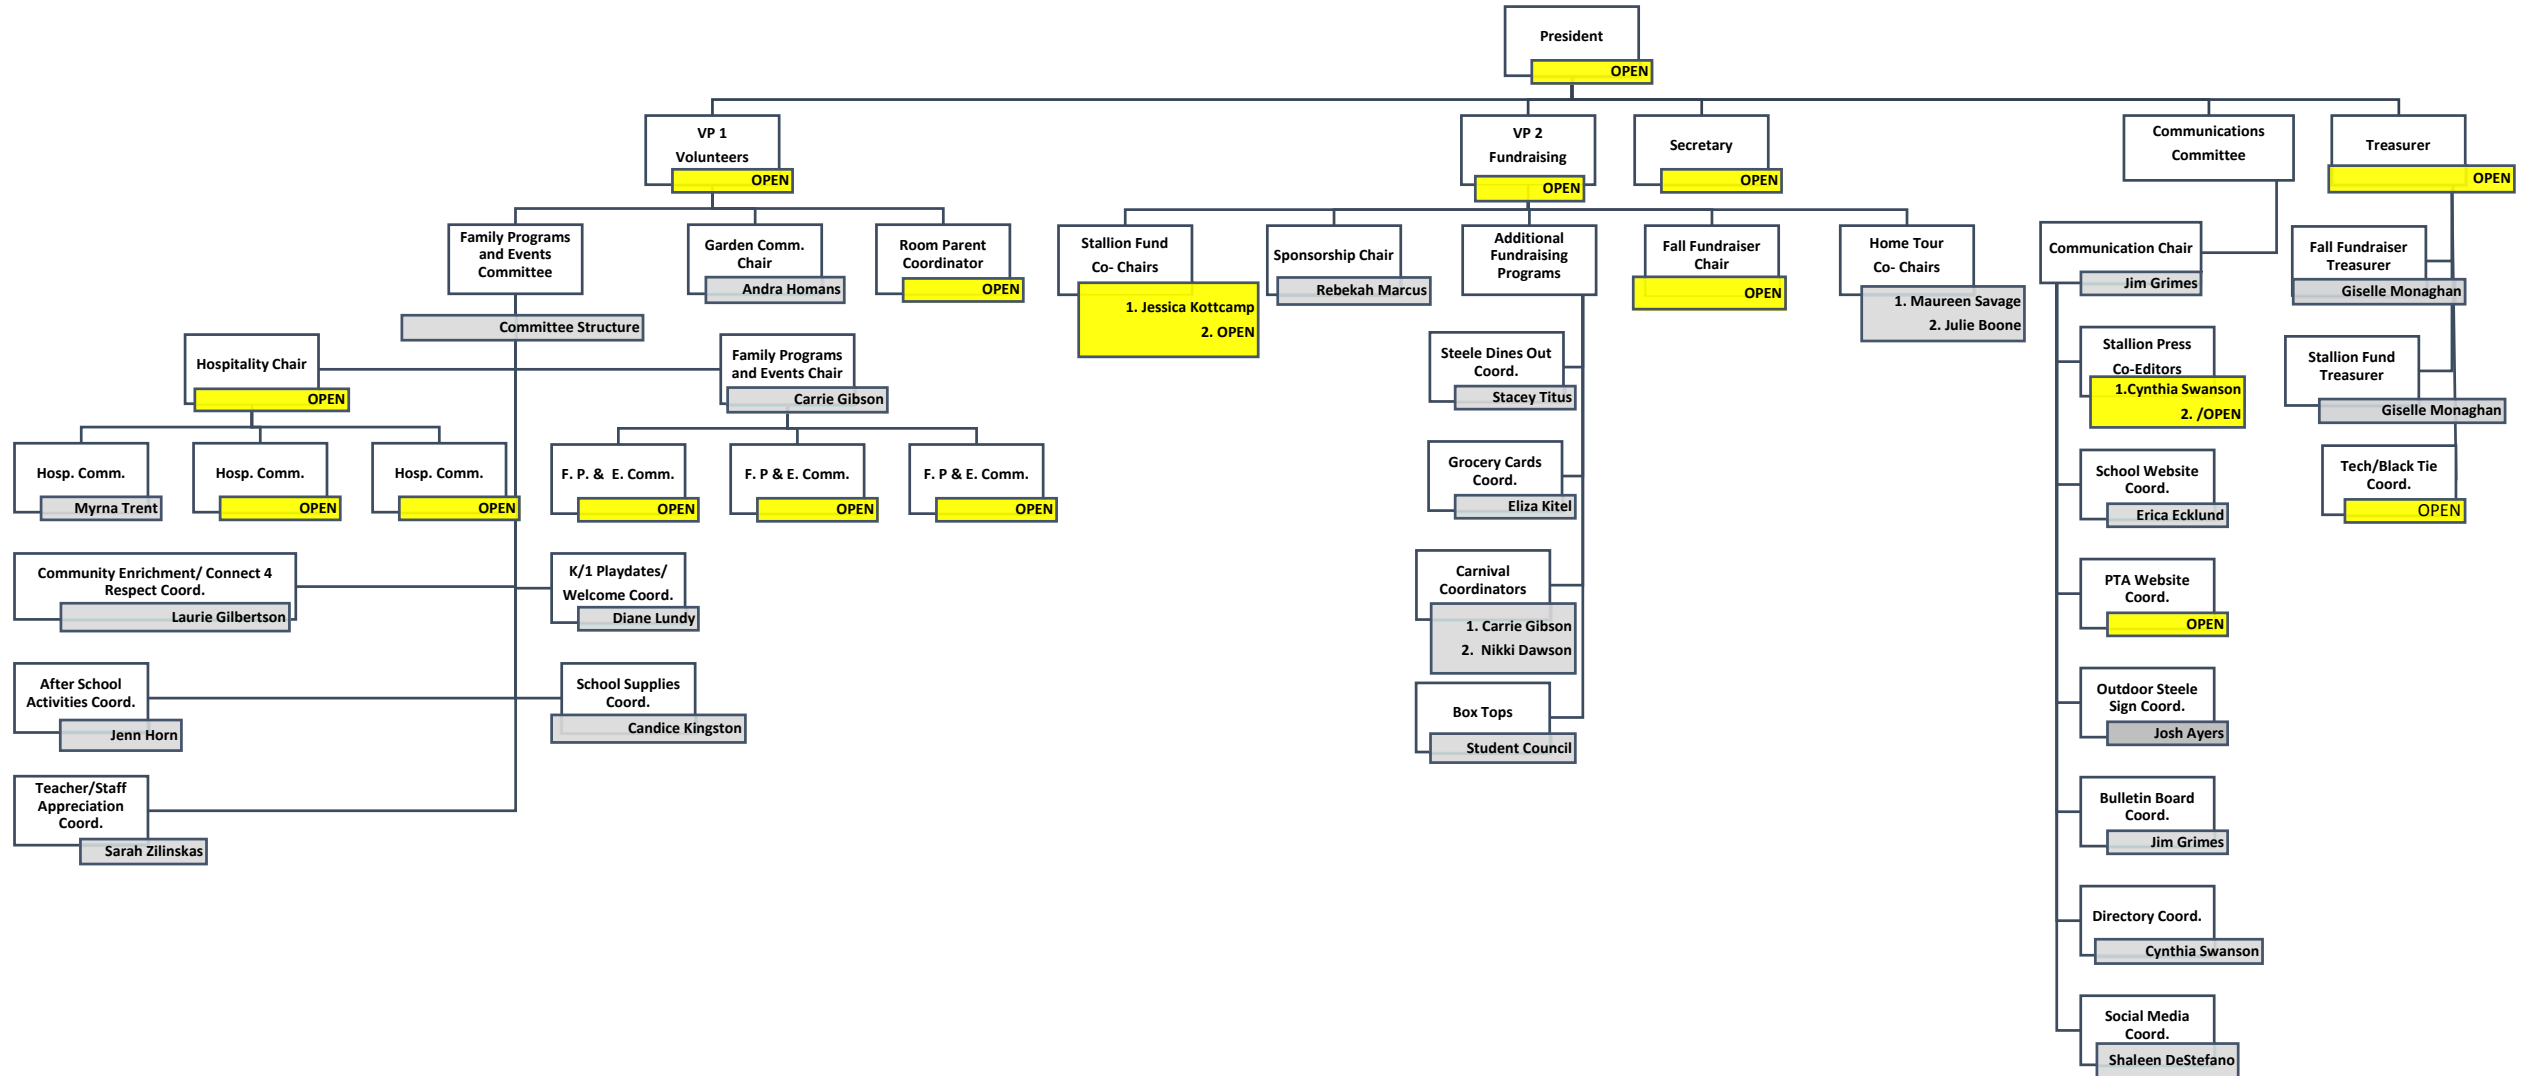 President
OPEN
VP 1
Volunteers
OPEN
VP 2
Fundraising
OPEN
Secretary
OPEN
Communications
Committee
Treasurer
OPEN
Family Programs
and Events
Committee
Committee Structure
Garden Comm.
Chair
Andra Homans
Room Parent
Coordinator
OPEN
Stallion Fund
Co- Chairs
1. Jessica Kottcamp
2. OPEN
Sponsorship Chair
Rebekah Marcus
Additional
Fundraising
Programs
Fall Fundraiser
Chair
OPEN
Home Tour
Co- Chairs
1. Maureen Savage
2. Julie Boone
Communication Chair
Jim Grimes
Fall Fundraiser
Treasurer
Giselle Monaghan
Hospitality Chair
OPEN
Family Programs
and Events Chair
Carrie Gibson
Steele Dines Out
Coord.
Stacey Titus
Stallion Press
Co-Editors
1.Cynthia Swanson
2. /OPEN
Stallion Fund
Treasurer
Giselle Monaghan
Hosp. Comm.
Myrna Trent
Hosp. Comm.
OPEN
Hosp. Comm.
OPEN
F. P. &  E. Comm.
OPEN
F. P & E. Comm.
OPEN
F. P & E. Comm.
OPEN
Grocery Cards
Coord.
Eliza Kitel
School Website
Coord.
Erica Ecklund
Tech/Black Tie
Coord.
OPEN
Community Enrichment/ Connect 4
Respect Coord.
Laurie Gilbertson
K/1 Playdates/
Welcome Coord.
Diane Lundy
Carnival
Coordinators
1. Carrie Gibson
2.  Nikki Dawson
PTA Website
Coord.
OPEN
After School
Activities Coord.
Jenn Horn
School Supplies
Coord.
Candice Kingston
Box Tops
Student Council
Outdoor Steele
Sign Coord.
Josh Ayers
Teacher/Staff
Appreciation
Coord.
Sarah Zilinskas
Bulletin Board
Coord.
Jim Grimes
Directory Coord.
Cynthia Swanson
Social Media
Coord.
Shaleen DeStefano